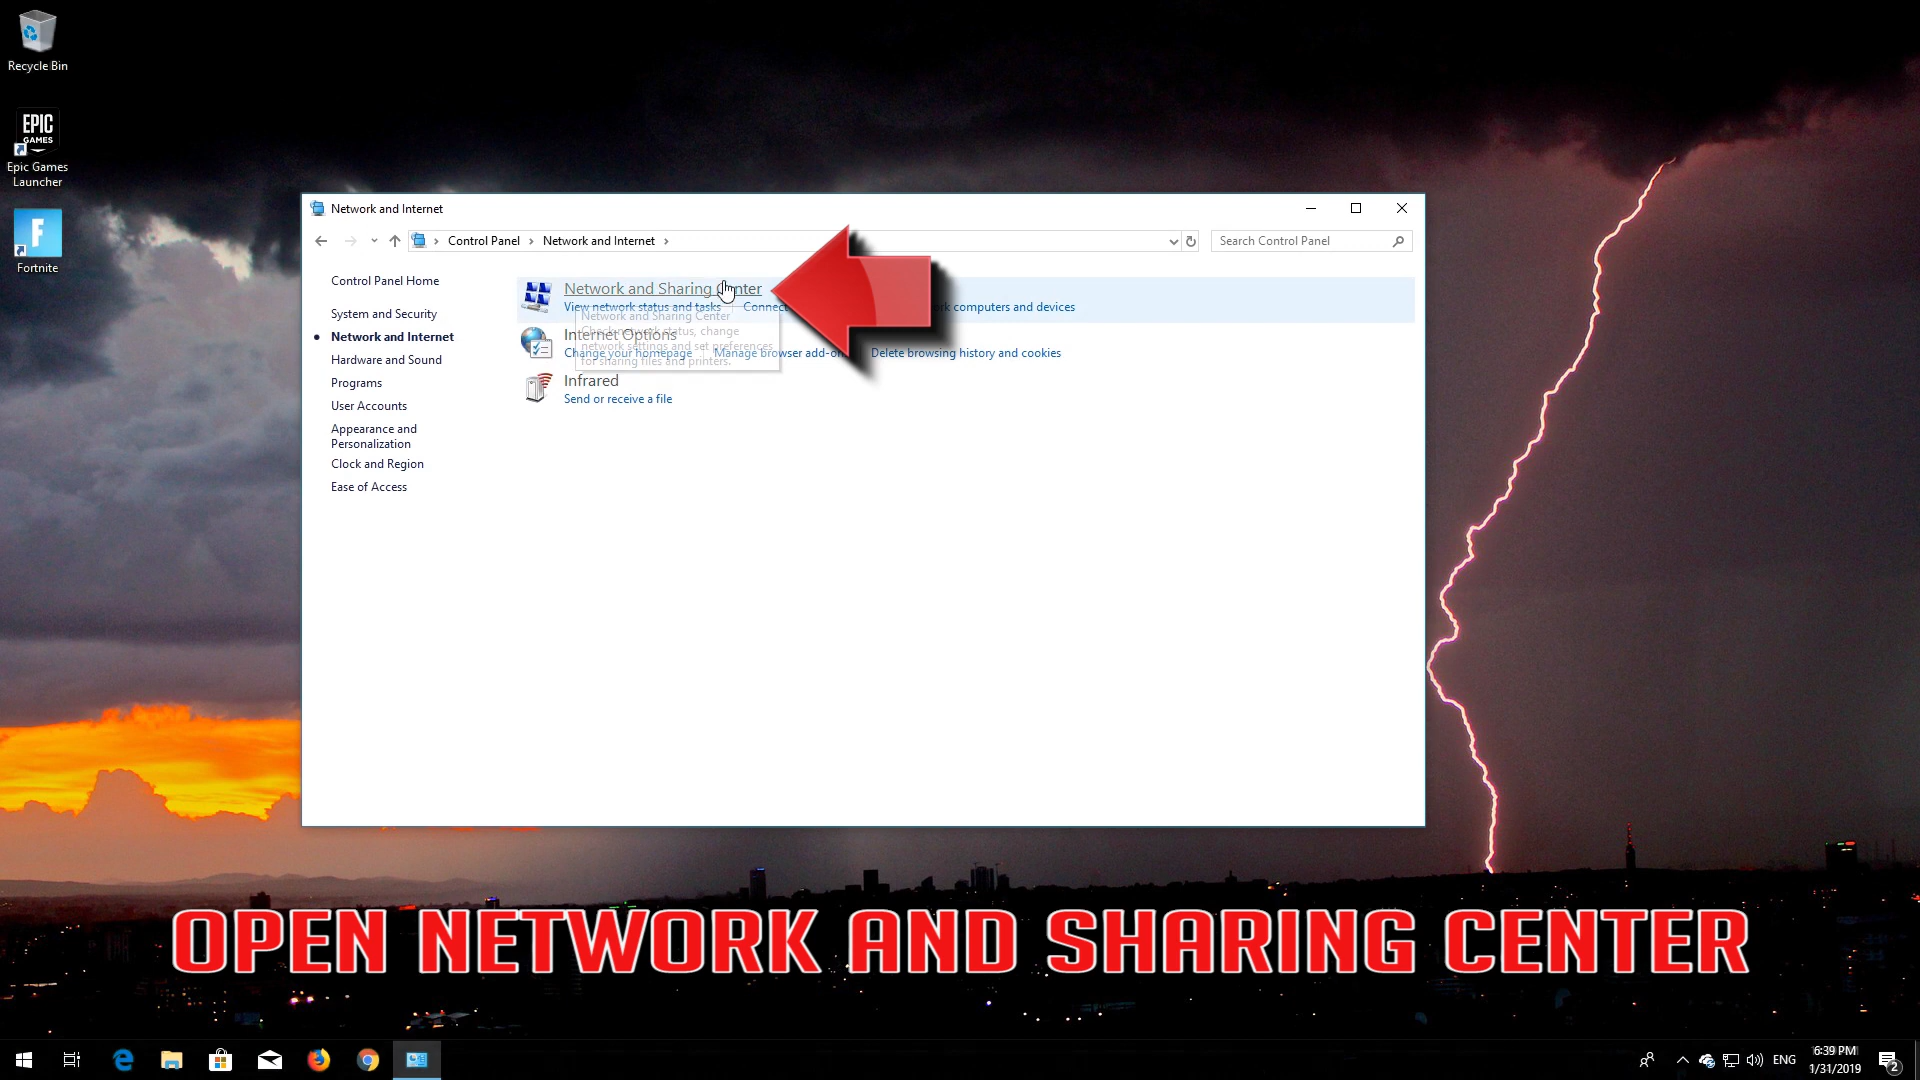 Recycle Bin
EPIC
GAMES
Epic Games
Launcher
F
Fortnite
Network and Internet
Control Panel
Network and Internet
Search Control Panel
Control Panel Home
System and Security
Network and Internet
Hardware and Sound
Programs
User Accounts
Appearance and
Personalization
Clock and Region
Ease of Access
Network and Sharing
View network status and tasks
computers and devices
Network and Sharing Center
Check network status, change
network settings and set preferences
for sharing files and printers.
Internet Options
Change your homepage
Manage browser
Delete browsing history and cookies
Infrared
Send or receive a file
OPEN NETWORK AND SHARING CENTER
ENG
6:39 PM
1/31/2019
2